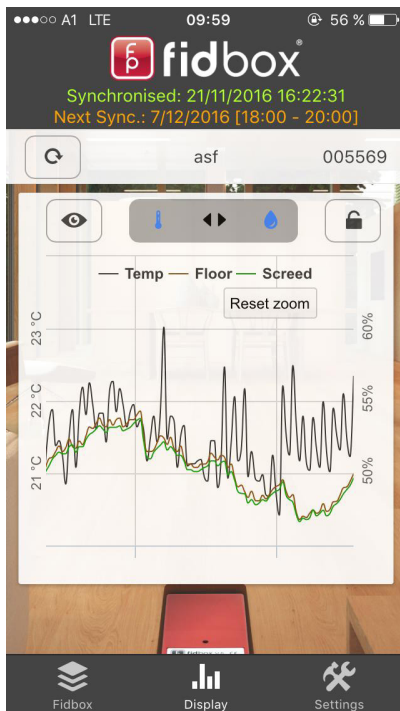 ●●●○○ A1 LTE 09:59 56 %
fp fidbox®
Synchronised: 21/11/2016 16:22:31
Next Sync.: 7/12/2016 [18:00 - 20:00]
asf 005569
Temp Floor Screed
Reset zoom
23 °C 60%
22 °C 55%
21 °C 50%
Fidbox Display Settings